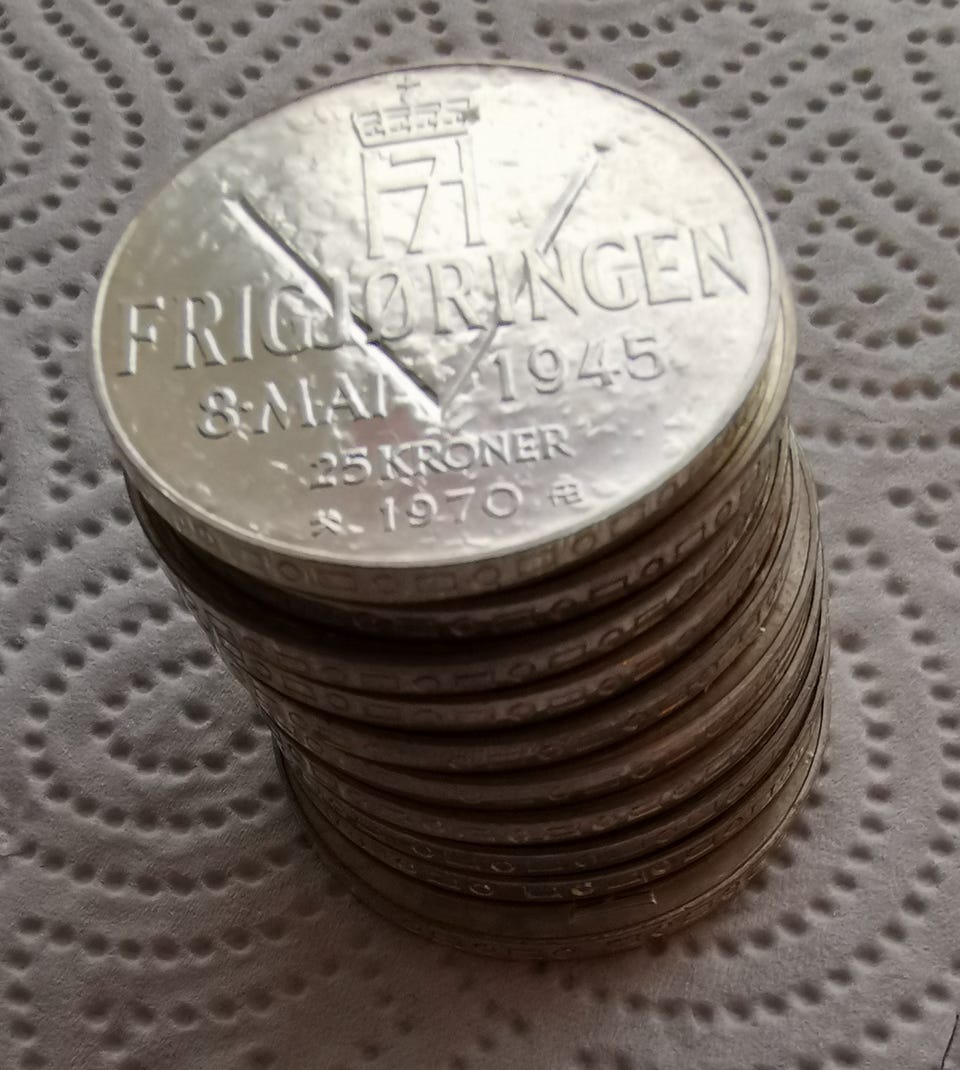 FRIGJØRINGEN
8·MAI 1945
25 KRONER
1970